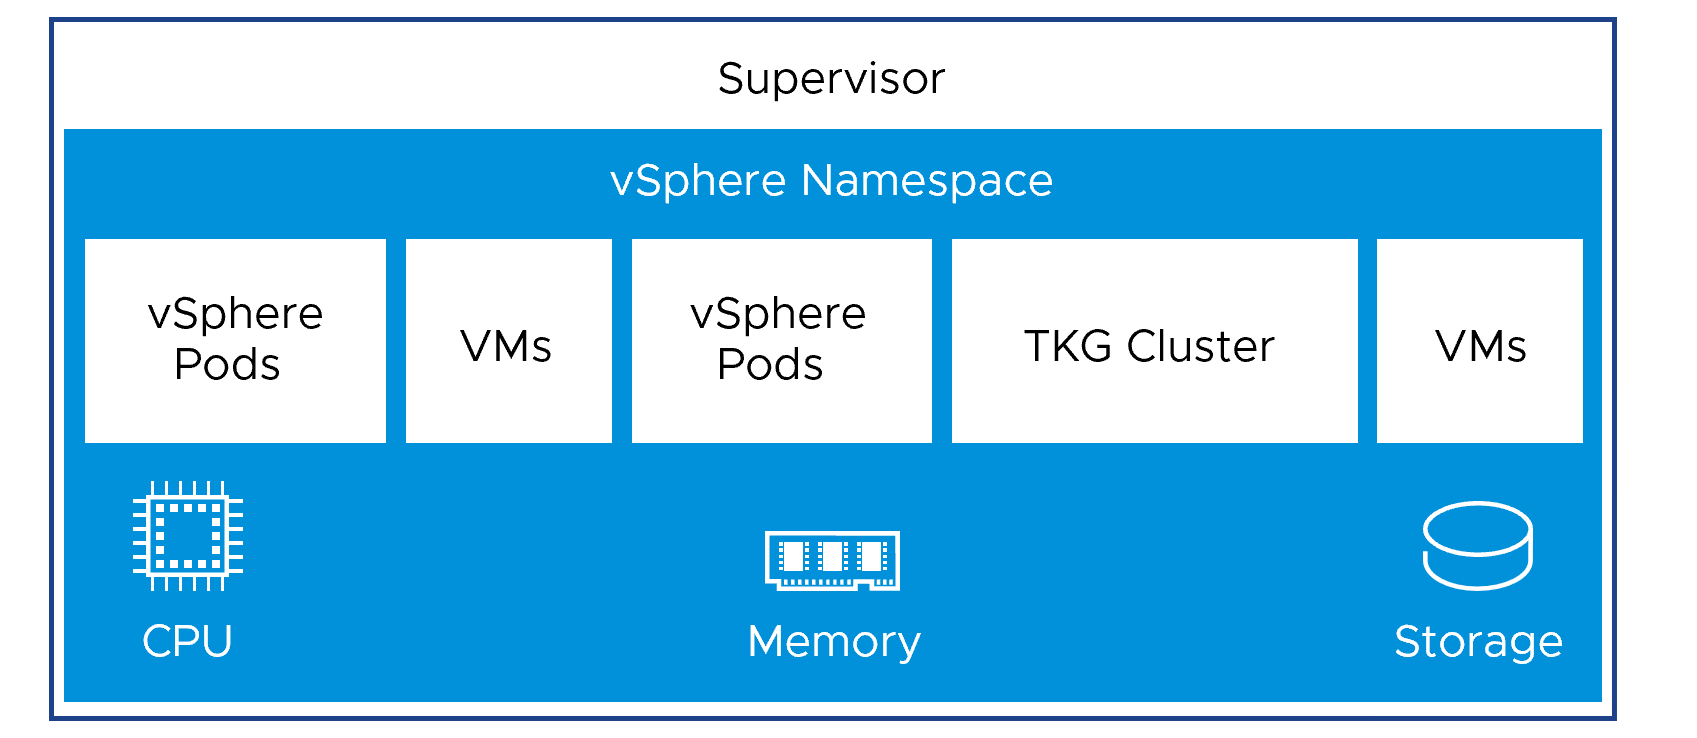 Supervisor
vSphere Namespace
vSphere
Pods
VMs
vSphere
Pods
TKG Cluster
VMs
CPU
Memory
Storage